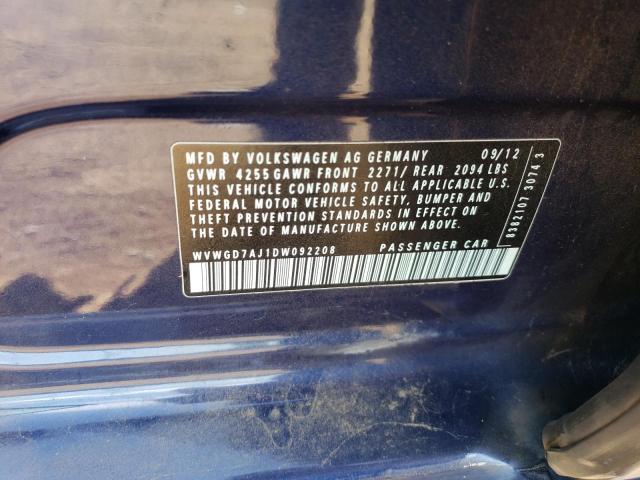 MFD BY VOLKSWAGEN AG GERMANY 09/12
GVWR 4255 GAWR FRONT 2271/ REAR 2094 LBS
THIS VEHICLE CONFORMS TO ALL APPLICABLE U.S.
FEDERAL MOTOR VEHICLE SAFETY, BUMPER AND
THEFT PREVENTION STANDARDS IN EFFECT ON
THE DATE OF MANUFACTURE SHOWN ABOVE.
WVWGD7AJ1DW092208 PASSENGER CAR
8382107 3074 3